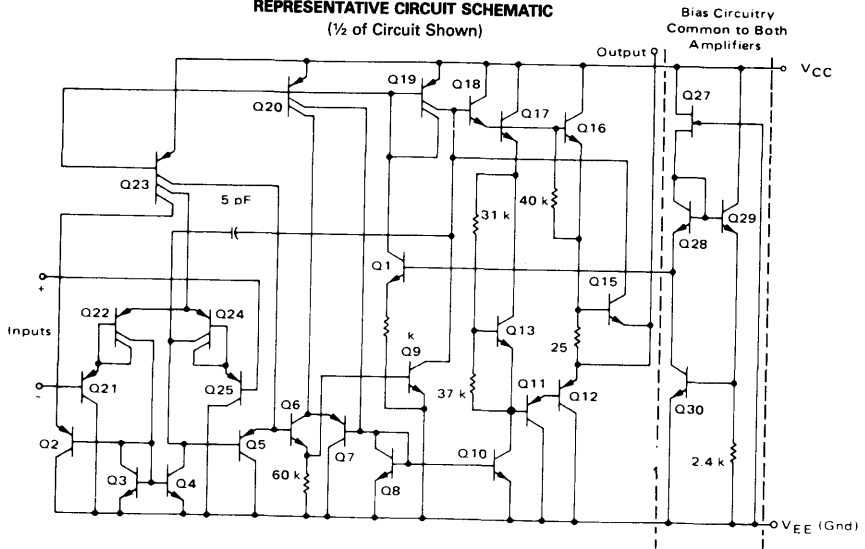 REPRESENTATIVE CIRCUIT SCHEMATIC
(½ of Circuit Shown)
Bias Circuitry
Common to Both
Amplifiers
Output
VCC
Q19
Q18
Q27
Q20
Q17
Q16
Q23
5 pF
31 k
40 k
Q28
Q29
Q1
+
Q15
Q22
Q24
Inputs
k
Q13
25
Q9
-
Q21
Q25
37 k
Q11
Q12
Q30
Q6
Q2
Q5
Q7
Q10
2.4 k
Q3
Q4
60 k
Q8
VEE (Gnd)